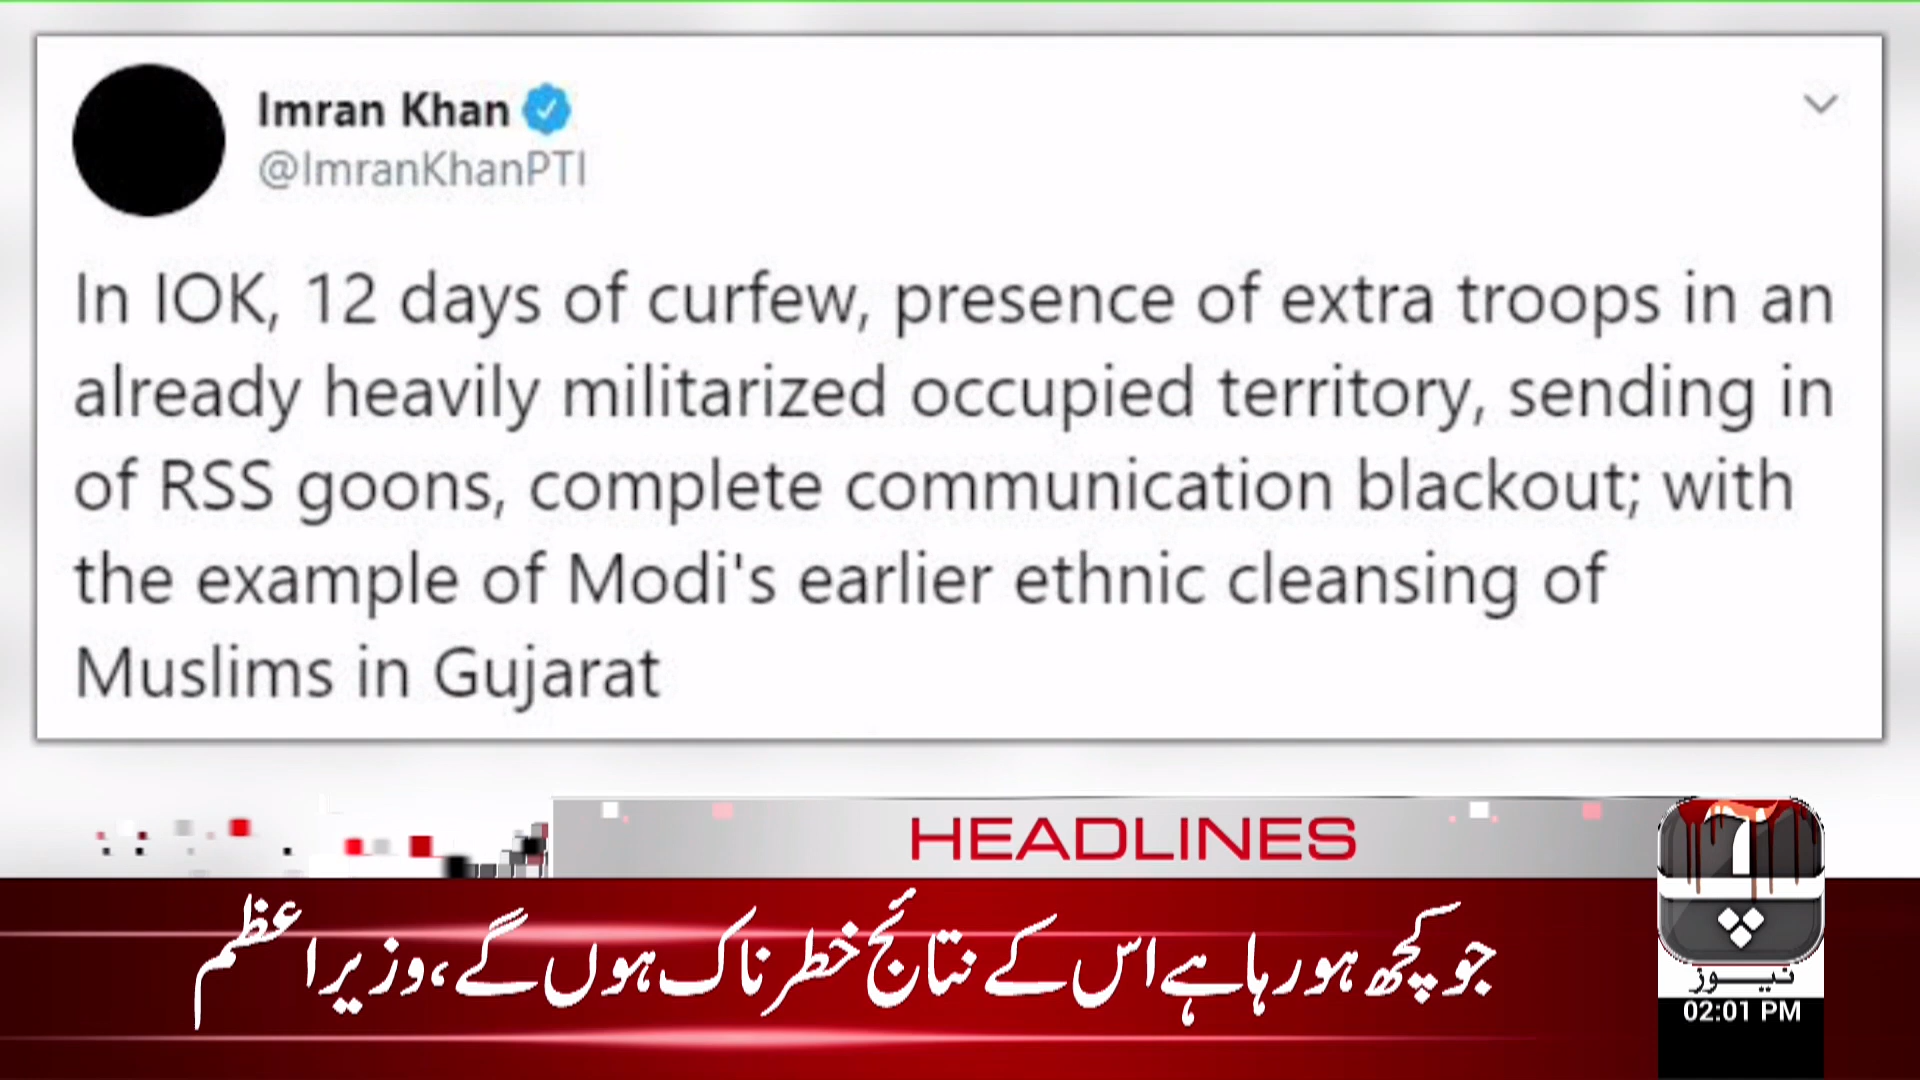 Imran Khan
@ImranKhanPTI
In IOK, 12 days of curfew, presence of extra troops in an
already heavily militarized occupied territory, sending in
of RSS goons, complete communication blackout; with
the example of Modi's earlier ethnic cleansing of
Muslims in Gujarat
HEADLINES
جو کچھ ہو رہا ہے اس کے نتائج خطرناک ہوں گے، وزیراعظم
نیوز
02:01 PM